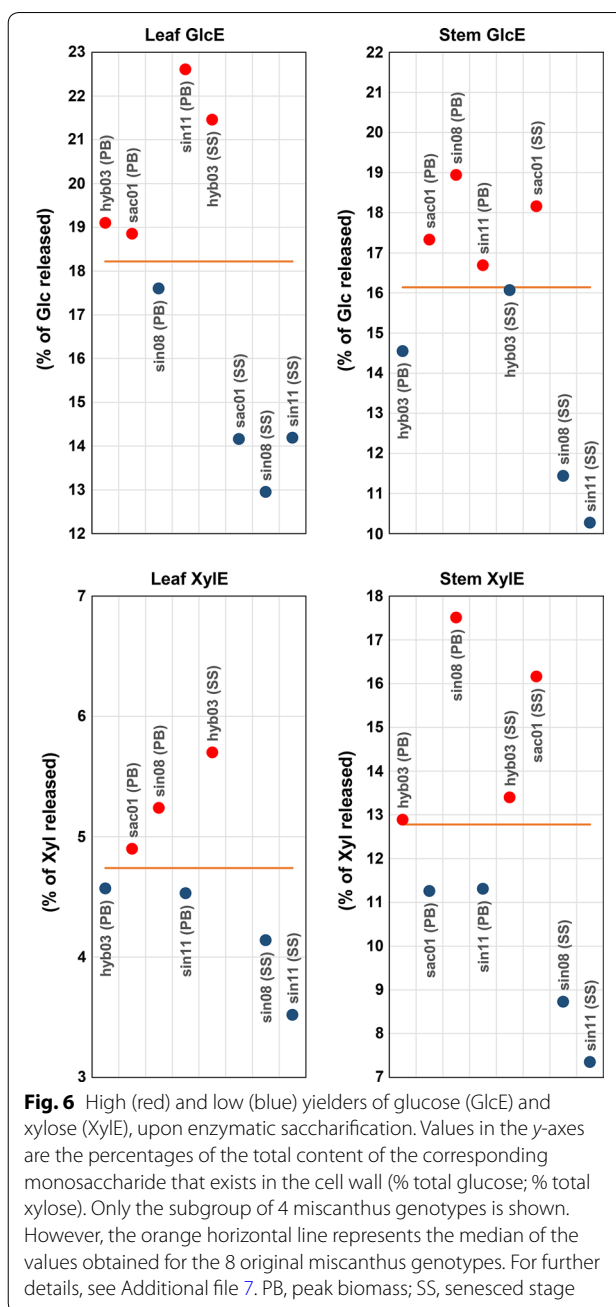 Leaf GlcE
(% of Glc released)
23
22
21
20
19
18
17
16
15
14
13
12
hyb03 (PB)
sac01 (PB)
sin08 (PB)
sin11 (PB)
hyb03 (SS)
sac01 (SS)
sin08 (SS)
sin11 (SS)
Stem GlcE
(% of Glc released)
22
21
20
19
18
17
16
15
14
13
12
11
10
hyb03 (PB)
sac01 (PB)
sin08 (PB)
sin11 (PB)
hyb03 (SS)
sac01 (SS)
sin08 (SS)
sin11 (SS)
Leaf XylE
(% of Xyl released)
7
6
5
4
3
hyb03 (PB)
sac01 (PB)
sin08 (PB)
sin11 (PB)
hyb03 (SS)
sin08 (SS)
sin11 (SS)
Stem XylE
(% of Xyl released)
18
17
16
15
14
13
12
11
10
9
8
7
hyb03 (PB)
sac01 (PB)
sin08 (PB)
sin11 (PB)
hyb03 (SS)
sac01 (SS)
sin08 (SS)
sin11 (SS)
Fig. 6 High (red) and low (blue) yielders of glucose (GlcE) and
xylose (XylE), upon enzymatic saccharification. Values in the y-axes
are the percentages of the total content of the corresponding
monosaccharide that exists in the cell wall (% total glucose; % total
xylose). Only the subgroup of 4 miscanthus genotypes is shown.
However, the orange horizontal line represents the median of the
values obtained for the 8 original miscanthus genotypes. For further
details, see Additional file 7. PB, peak biomass; SS, senesced stage